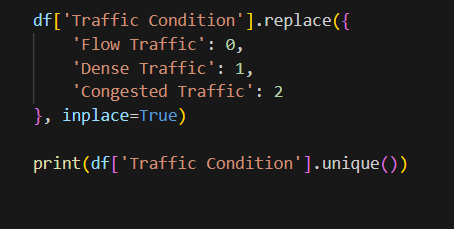 df['Traffic Condition'].replace({
    'Flow Traffic': 0,
    'Dense Traffic': 1,
    'Congested Traffic': 2
}, inplace=True)

print(df['Traffic Condition'].unique())